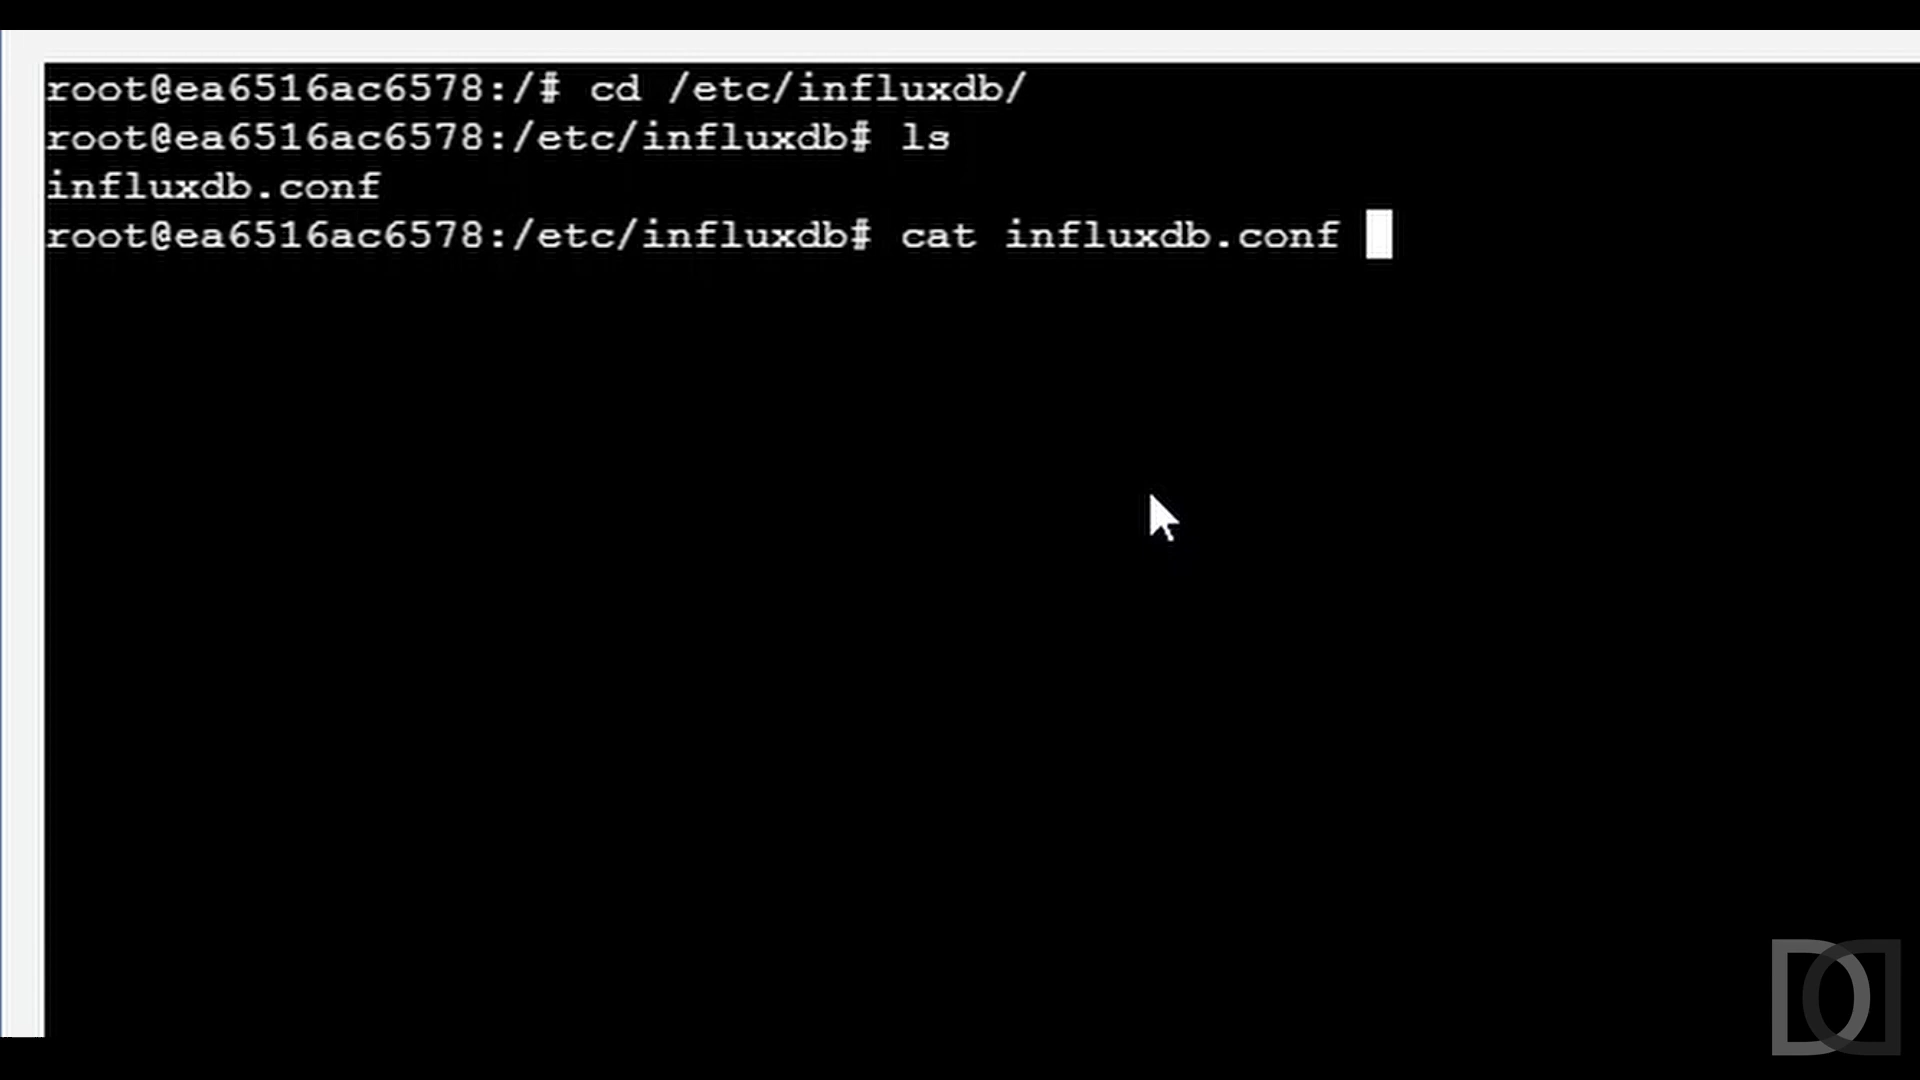 root@ea6516ac6578:/# cd /etc/influxdb/
root@ea6516ac6578:/etc/influxdb# ls
influxdb.conf
root@ea6516ac6578:/etc/influxdb# cat influxdb.conf